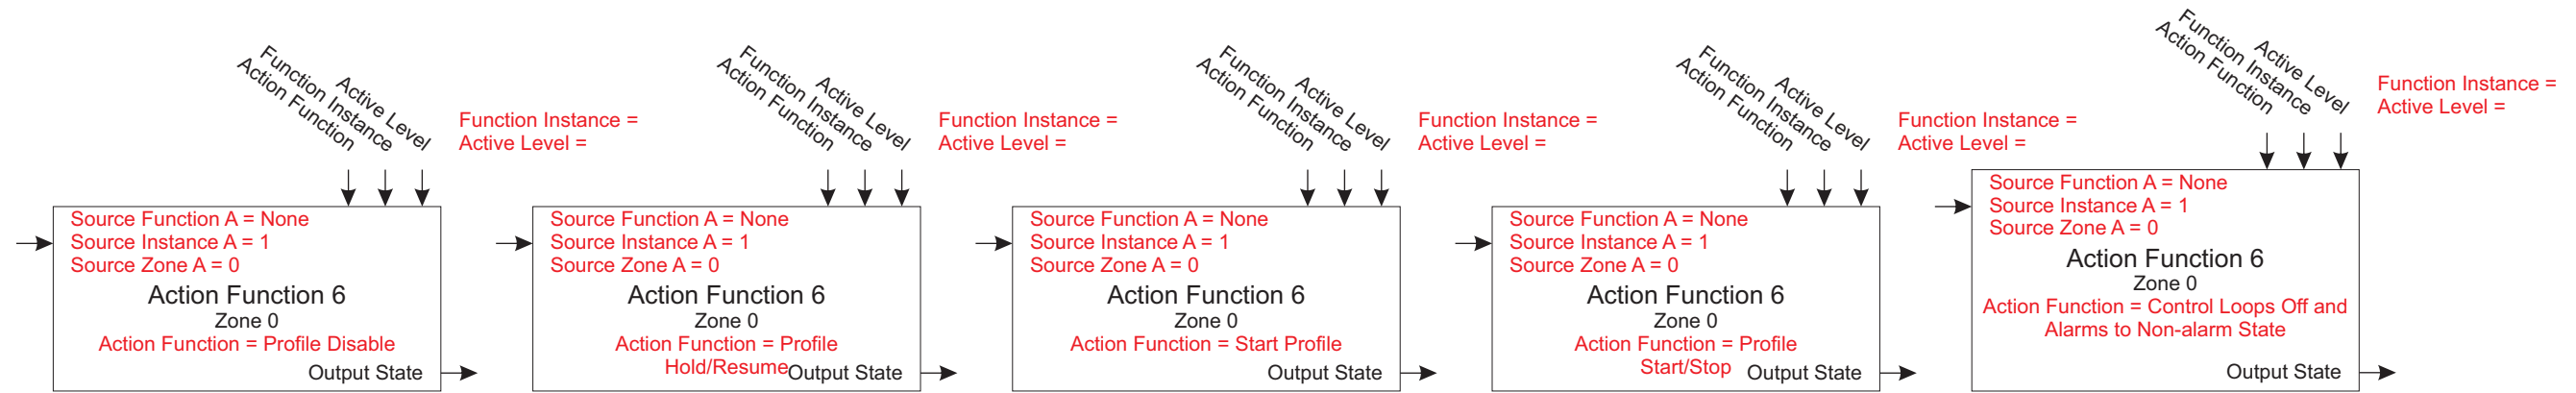 Function Instance
Action Function
Active Level
Function Instance =
Active Level =
Source Function A = None
Source Instance A = 1
Source Zone A = 0
Action Function 6
Zone 0
Action Function = Profile Disable
Output State
Function Instance
Action Function
Active Level
Function Instance =
Active Level =
Source Function A = None
Source Instance A = 1
Source Zone A = 0
Action Function 6
Zone 0
Action Function = Profile
Hold/Resume
Output State
Function Instance
Action Function
Active Level
Function Instance =
Active Level =
Source Function A = None
Source Instance A = 1
Source Zone A = 0
Action Function 6
Zone 0
Action Function = Start Profile
Output State
Function Instance
Action Function
Active Level
Function Instance =
Active Level =
Source Function A = None
Source Instance A = 1
Source Zone A = 0
Action Function 6
Zone 0
Action Function = Profile
Start/Stop
Output State
Function Instance
Action Function
Active Level
Function Instance =
Active Level =
Source Function A = None
Source Instance A = 1
Source Zone A = 0
Action Function 6
Zone 0
Action Function = Control Loops Off and
Alarms to Non-alarm State
Output State